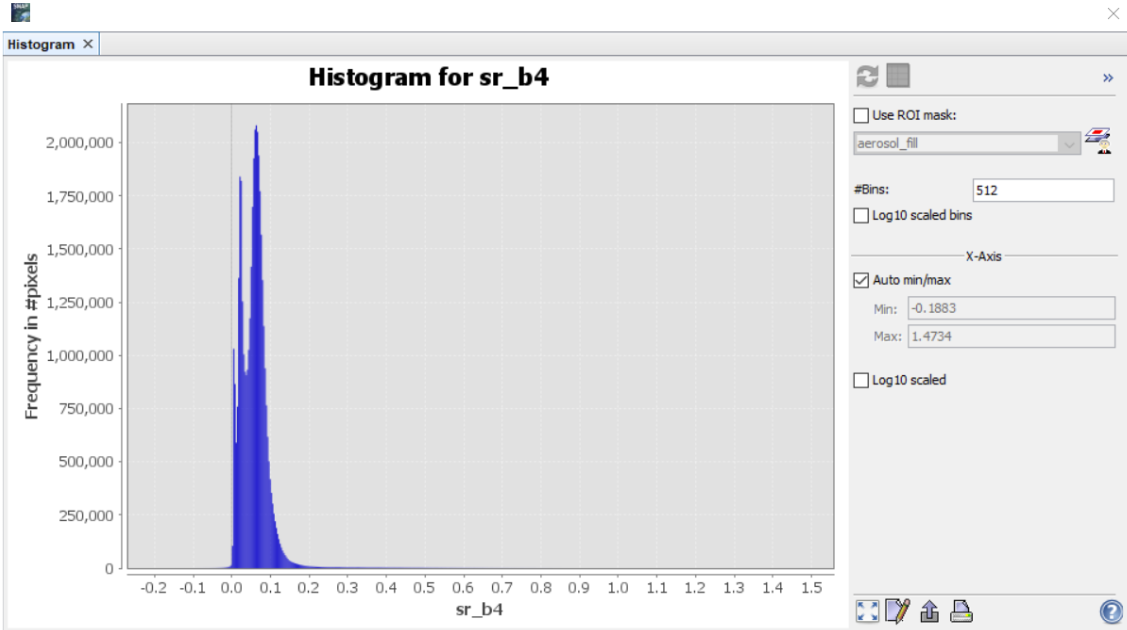 SNAP
Histogram
Histogram for sr_b4
Frequency in #pixels
2,000,000
1,750,000
1,500,000
1,250,000
1,000,000
750,000
500,000
250,000
0
-0.2 -0.1 0.0 0.1 0.2 0.3 0.4 0.5 0.6 0.7 0.8 0.9 1.0 1.1 1.2 1.3 1.4 1.5
sr_b4
»
Use ROI mask:
aerosol_fill
#Bins: 512
Log10 scaled bins
X-Axis
Auto min/max
Min: -0.1883
Max: 1.4734
Log10 scaled
?